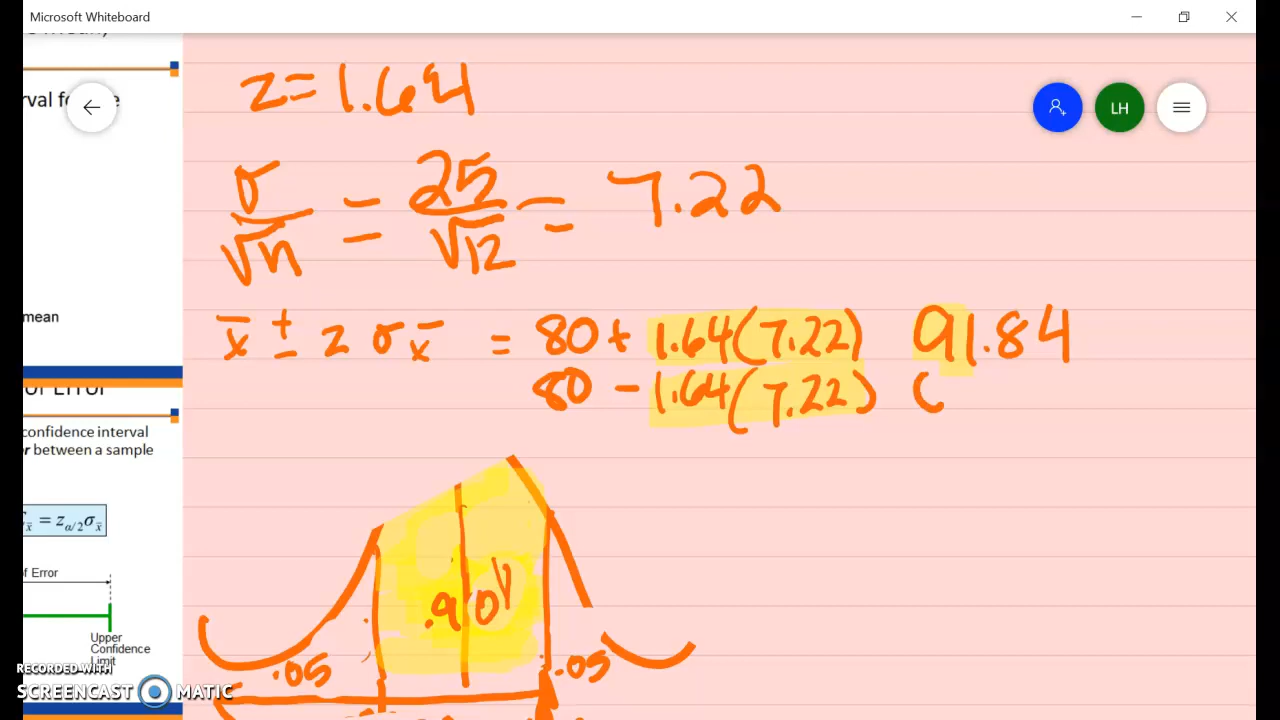 Microsoft Whiteboard
z = 1.64
LH
σ/√n = 25/√12 = 7.22
mean
x̄ ± z σx̄ = 80 + 1.64(7.22) 91.84
80 - 1.64(7.22)
confidence interval
between a sample
= zα/2σx̄
of Error
.90
Upper
Confidence
Limit
.05 .05
RECORDED WITH
SCREENCAST MATIC